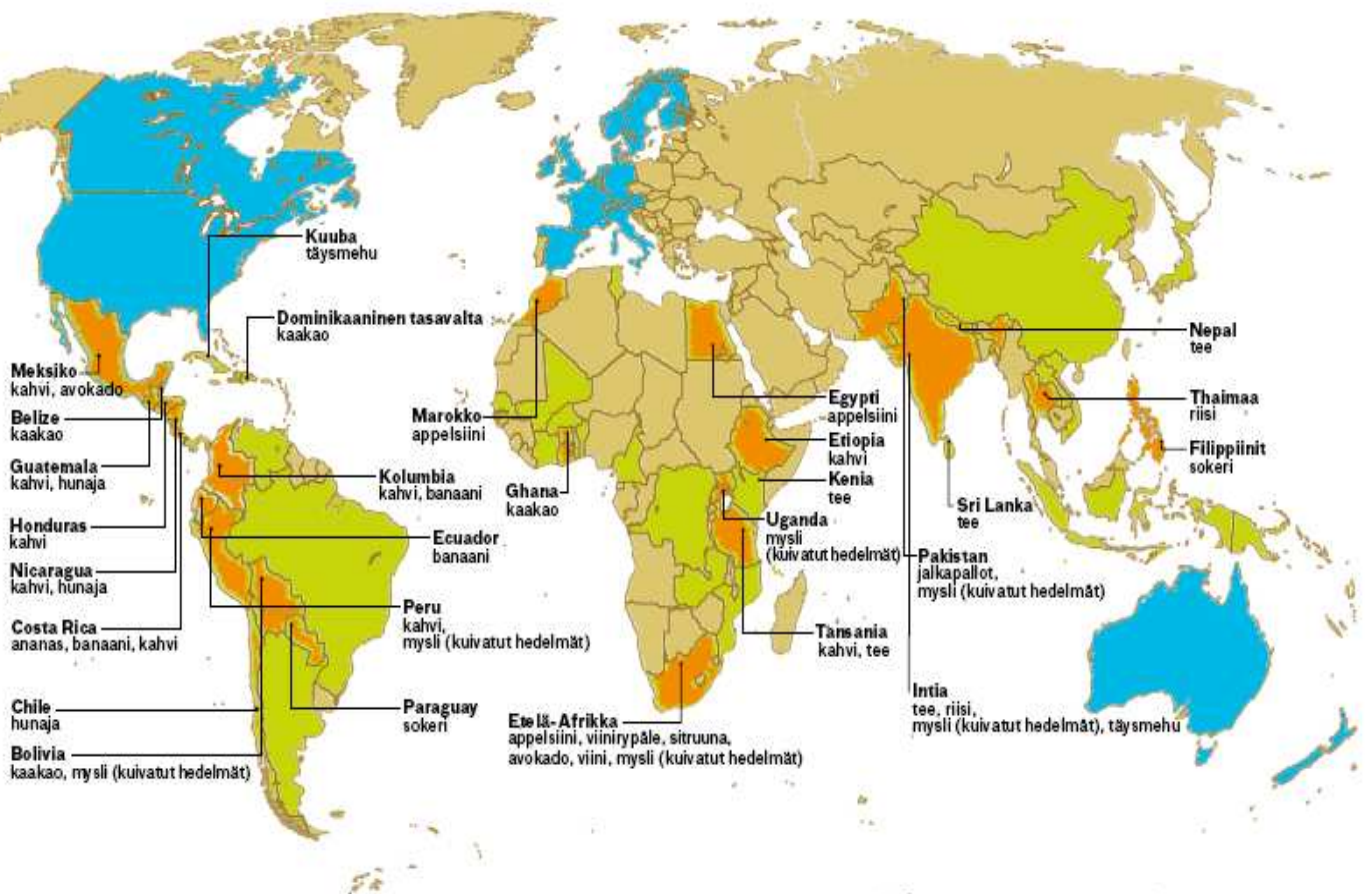 Kuuba
täysmehu
Dominikaaninen tasavalta
kaakao
Meksiko
kahvi, avokado
Belize
kaakao
Guatemala
kahvi, hunaja
Honduras
kahvi
Nicaragua
kahvi, hunaja
Costa Rica
ananas, banaani, kahvi
Chile
hunaja
Bolivia
kaakao, mysli (kuivatut hedelmät)
Kolumbia
kahvi, banaani
Ecuador
banaani
Peru
kahvi,
mysli (kuivatut hedelmät)
Paraguay
sokeri
Marokko
appelsiini
Ghana
kaakao
Egypti
appelsiini
Etiopia
kahvi
Kenia
tee
Uganda
mysli
(kuivatut hedelmät)
Tansania
kahvi, tee
Etelä-Afrikka
appelsiini, viinirypäle, sitruuna,
avokado, viini, mysli (kuivatut hedelmät)
Nepal
tee
Thaimaa
riisi
Filippiinit
sokeri
Sri Lanka
tee
Pakistan
jalkapallot,
mysli (kuivatut hedelmät)
Intia
tee, riisi,
mysli (kuivatut hedelmät), täysmehu